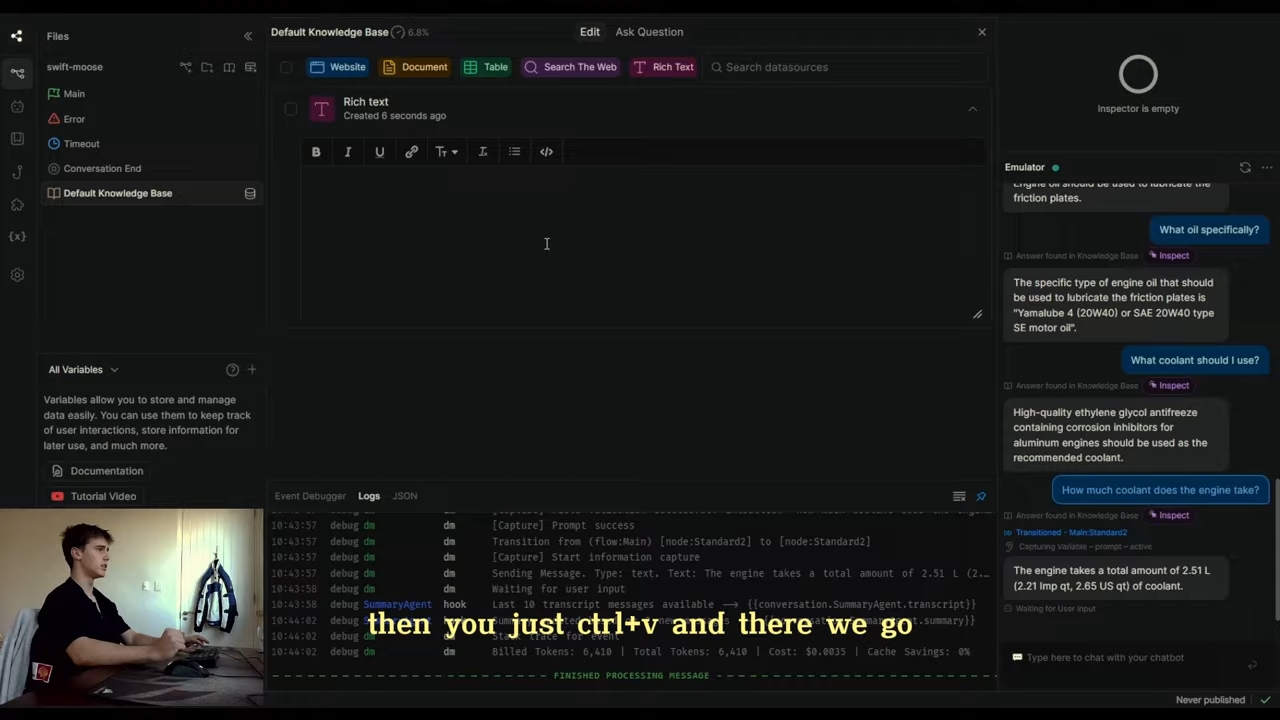 Files
swift-moose
Main
Error
Timeout
Conversation End
Default Knowledge Base
All Variables
Variables allow you to store and manage
data easily. You can use them to keep track
of user interactions, store information for
later use, and much more.
Documentation
Tutorial Video
Default Knowledge Base 6.8%
Edit Ask Question
Website Document Table Search The Web Rich Text Search datasources
Rich text
Created 6 seconds ago
Event Debugger Logs JSON
10:43:57 debug dm dm [Capture] Prompt success
10:43:57 debug dm dm Transition from (flow:Main) [node:Standard2] to [node:Standard2]
10:43:57 debug dm dm [Capture] Start information capture
10:43:57 debug dm dm Sending Message. Type: text. Text: The engine takes a total amount of 2.51 L (2...
10:43:58 debug dm dm Waiting for user input
10:43:58 debug SummaryAgent hook Last 10 transcript messages available ⟶ {{conversation.SummaryAgent.transcript}}
10:44:02 debug
10:44:02 debug dm dm Stack trace for event
10:44:02 debug dm dm Billed Tokens: 6,410 | Total Tokens: 6,410 | Cost: $0.0035 | Cache Savings: 0%
FINISHED PROCESSING MESSAGE
then you just ctrl+v and there we go
Inspector is empty
Emulator
Engine oil should be used to lubricate the
friction plates.
What oil specifically?
Answer found in Knowledge Base Inspect
The specific type of engine oil that should
be used to lubricate the friction plates is
"Yamalube 4 (20W40) or SAE 20W40 type
SE motor oil".
What coolant should I use?
Answer found in Knowledge Base Inspect
High-quality ethylene glycol antifreeze
containing corrosion inhibitors for
aluminum engines should be used as the
recommended coolant.
How much coolant does the engine take?
Answer found in Knowledge Base Inspect
Transitioned - Main:Standard2
Capturing Variable – prompt – active
The engine takes a total amount of 2.51 L
(2.21 Imp qt, 2.65 US qt) of coolant.
Waiting for User Input
Type here to chat with your chatbot
Never published